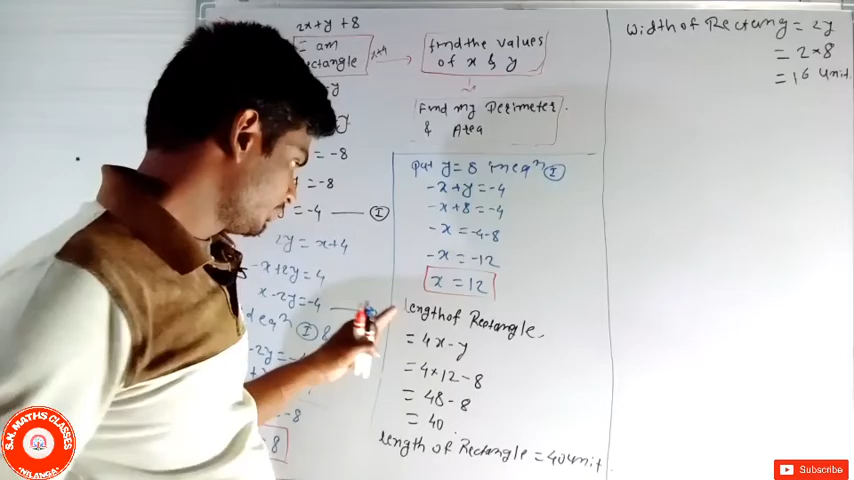 2x+y+8
= am
Rectangle
x+4
find the values
of x & y
Find my Perimeter.
& Area
= -8
= -8
= -4 — (I)
2y = x+4
-x+2y = 4
x-2y = -4
(I) &
-8
put y = 8 in eqn (I)
-x+y = -4
-x+8 = -4
-x = -4-8
-x = -12
x = 12
length of Rectangle.
= 4x-y
= 4×12-8
= 48-8
= 40
length of Rectangle = 40 unit.
Width of Rectang = 2y
= 2×8
= 16 unit.
S.N. MATHS CLASSES
NILANGA
Subscribe